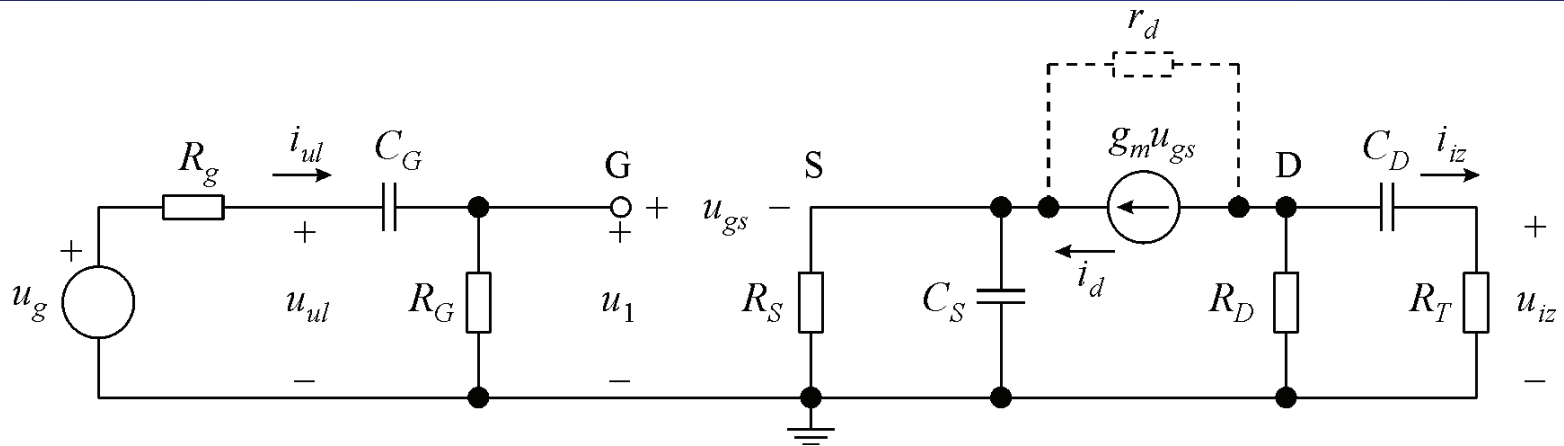 r_d
i_ul C_G g_m u_gs C_D i_iz
R_g G S D
+ u_gs −
+ + + +
i_d
u_g u_ul R_G u_1 R_S C_S R_D R_T u_iz
− − −